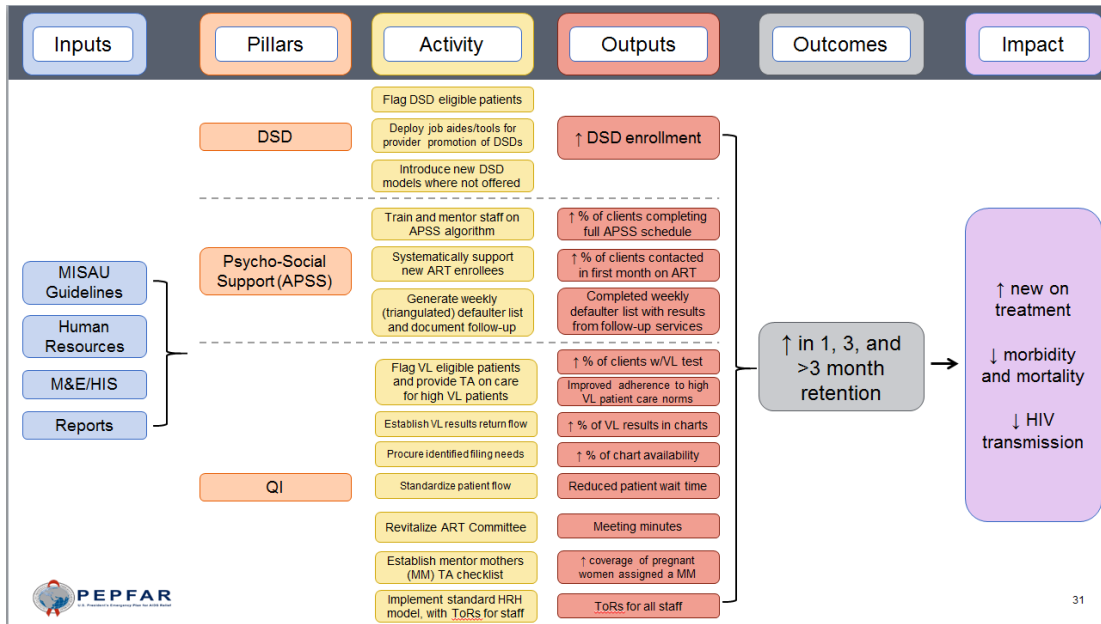 Inputs
Pillars
Activity
Outputs
Outcomes
Impact
MISAU
Guidelines
Human
Resources
M&E/HIS
Reports
DSD
Flag DSD eligible patients
Deploy job aides/tools for
provider promotion of DSDs
Introduce new DSD
models where not offered
↑ DSD enrollment
Psycho-Social
Support (APSS)
Train and mentor staff on
APSS algorithm
↑ % of clients completing
full APSS schedule
Systematically support
new ART enrollees
↑ % of clients contacted
in first month on ART
Generate weekly
(triangulated) defaulter list
and document follow-up
Completed weekly
defaulter list with results
from follow-up services
QI
Flag VL eligible patients
and provide TA on care
for high VL patients
↑ % of clients w/VL test
Improved adherence to high
VL patient care norms
Establish VL results return flow
↑ % of VL results in charts
Procure identified filing needs
↑ % of chart availability
Standardize patient flow
Reduced patient wait time
Revitalize ART Committee
Meeting minutes
Establish mentor mothers
(MM) TA checklist
↑ coverage of pregnant
women assigned a MM
Implement standard HRH
model, with ToRs for staff
ToRs for all staff
↑ in 1, 3, and
>3 month
retention
↑ new on
treatment
↓ morbidity
and mortality
↓ HIV
transmission
PEPFAR
U.S. President's Emergency Plan for AIDS Relief
31